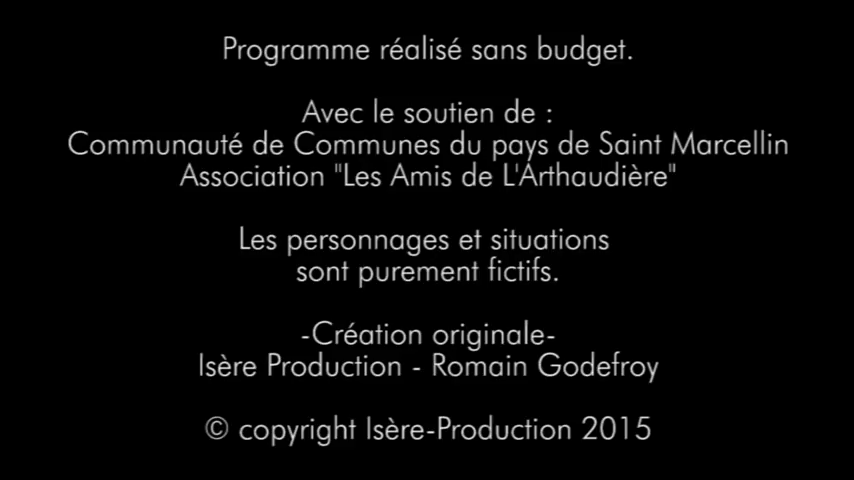 Programme réalisé sans budget.
Avec le soutien de :
Communauté de Communes du pays de Saint Marcellin
Association "Les Amis de L'Arthaudière"
Les personnages et situations
sont purement fictifs.
-Création originale-
Isère Production - Romain Godefroy
© copyright Isère-Production 2015